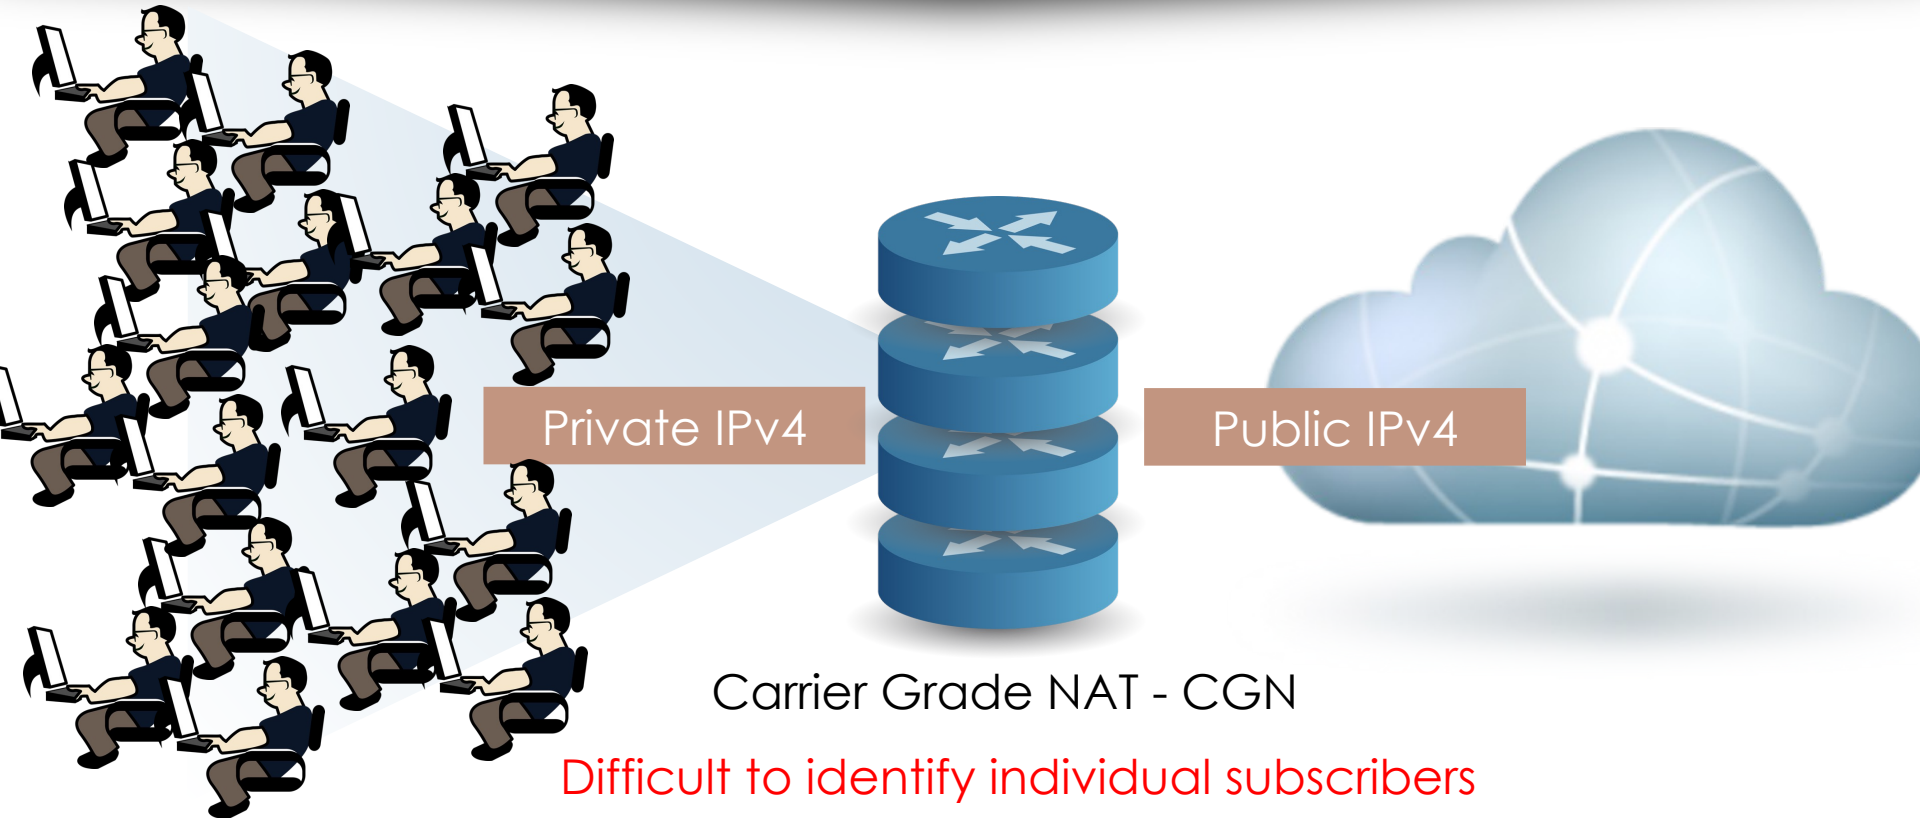 Private IPv4
Public IPv4
Carrier Grade NAT - CGN
Difficult to identify individual subscribers